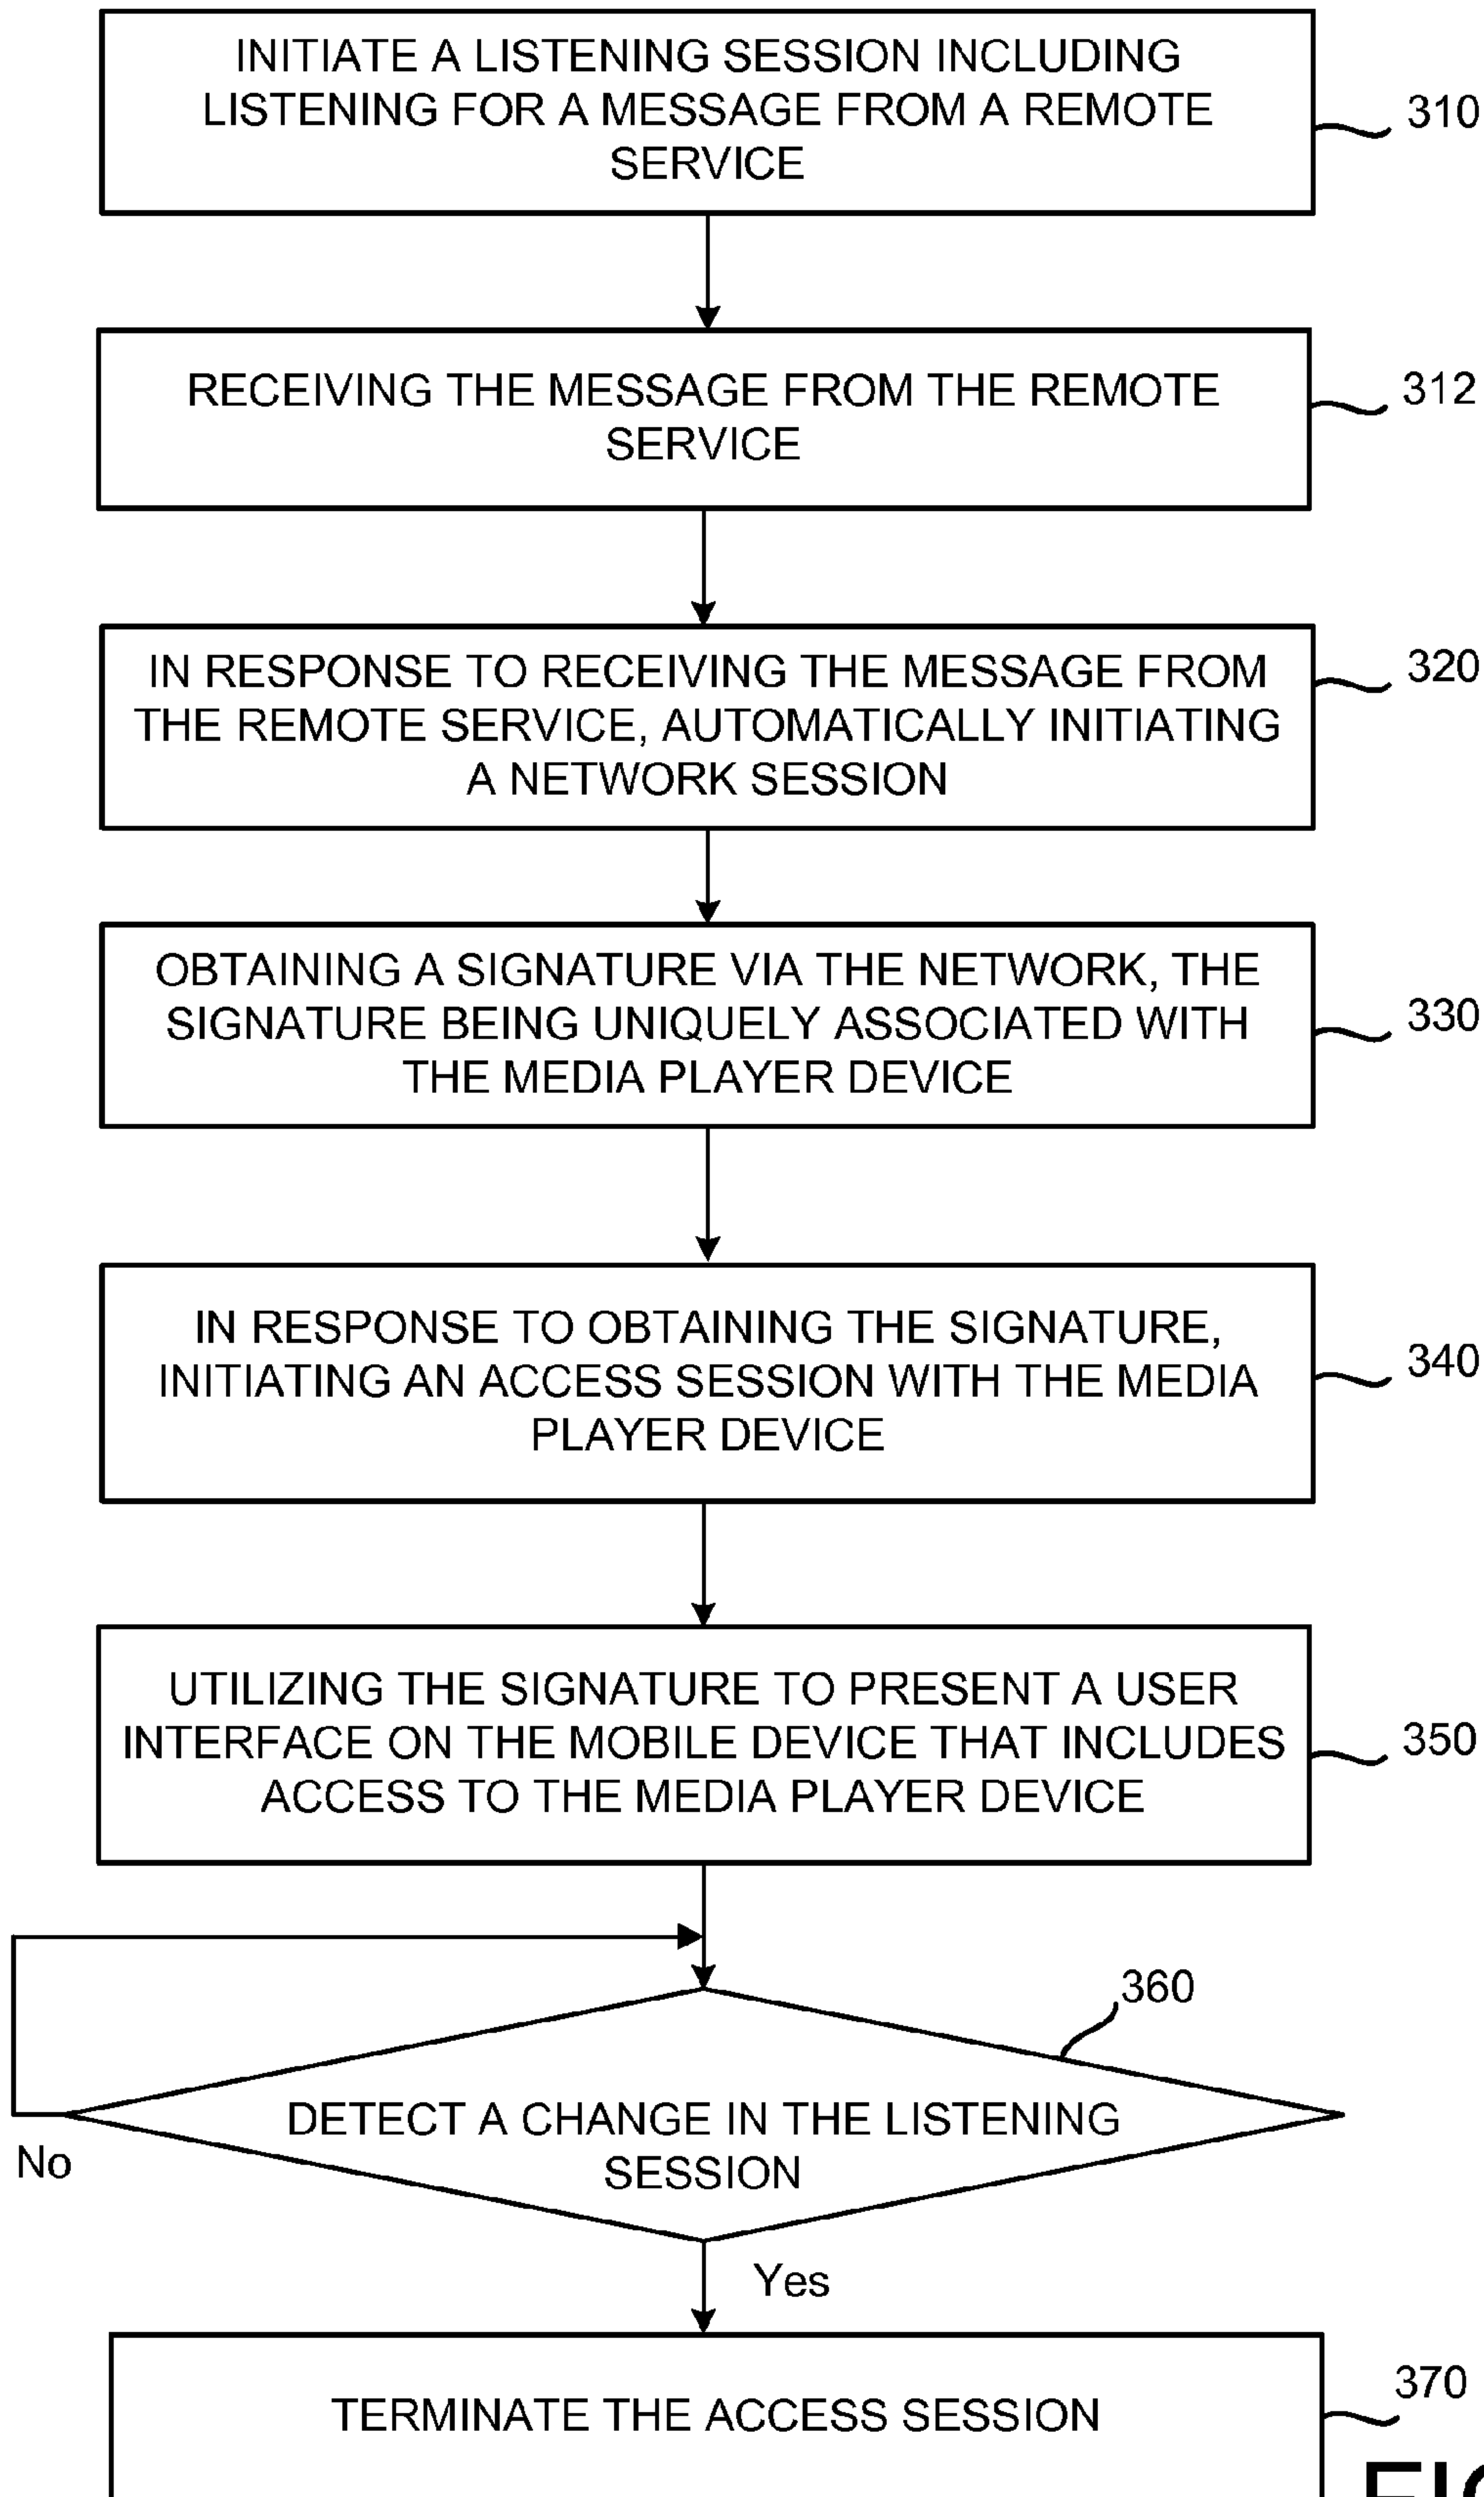 INITIATE A LISTENING SESSION INCLUDING
LISTENING FOR A MESSAGE FROM A REMOTE
SERVICE
310
RECEIVING THE MESSAGE FROM THE REMOTE
SERVICE
312
IN RESPONSE TO RECEIVING THE MESSAGE FROM
THE REMOTE SERVICE, AUTOMATICALLY INITIATING
A NETWORK SESSION
320
OBTAINING A SIGNATURE VIA THE NETWORK, THE
SIGNATURE BEING UNIQUELY ASSOCIATED WITH
THE MEDIA PLAYER DEVICE
330
IN RESPONSE TO OBTAINING THE SIGNATURE,
INITIATING AN ACCESS SESSION WITH THE MEDIA
PLAYER DEVICE
340
UTILIZING THE SIGNATURE TO PRESENT A USER
INTERFACE ON THE MOBILE DEVICE THAT INCLUDES
ACCESS TO THE MEDIA PLAYER DEVICE
350
360
DETECT A CHANGE IN THE LISTENING
SESSION
No
Yes
TERMINATE THE ACCESS SESSION
370